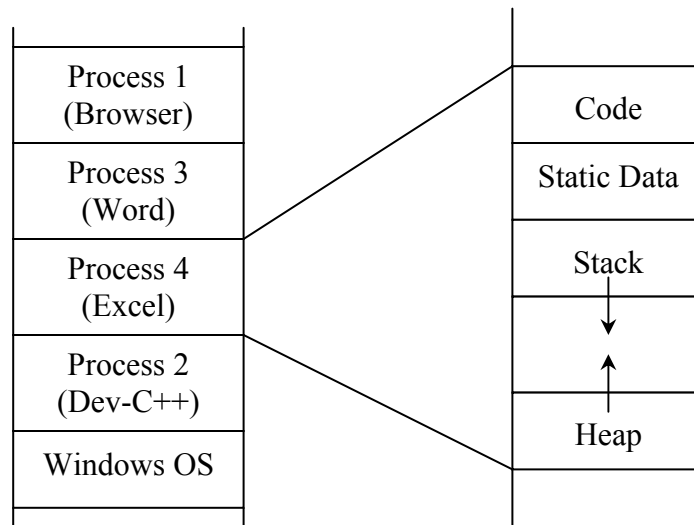 Process 1
(Browser)
Process 3
(Word)
Process 4
(Excel)
Process 2
(Dev-C++)
Windows OS
Code
Static Data
Stack
Heap